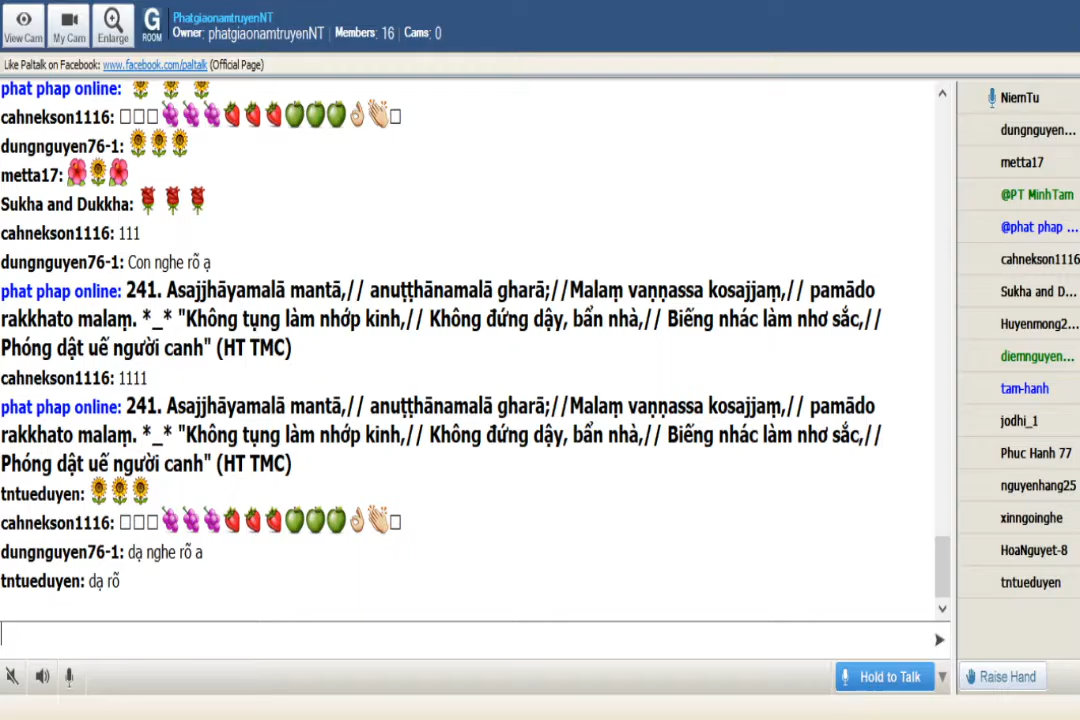 View Cam
My Cam
Enlarge
G
ROOM
PhatgiaonamtruyenNT
Owner: phatgiaonamtruyenNT | Members: 16 | Cams: 0
Like Paltalk on Facebook: www.facebook.com/paltalk (Official Page)
phat phap online:
cahnekson1116:
dungnguyen76-1:
metta17:
Sukha and Dukkha:
cahnekson1116: 111
dungnguyen76-1: Con nghe rõ ạ
phat phap online: 241. Asajjhāyamalā mantā,// anuṭṭhānamalā gharā;//Malaṃ vaṇṇassa kosajjaṃ,// pamādo
rakkhato malaṃ. *_* "Không tụng làm nhớp kinh,// Không đứng dậy, bẩn nhà,// Biếng nhác làm nhơ sắc,//
Phóng dật uế người canh" (HT TMC)
cahnekson1116: 1111
phat phap online: 241. Asajjhāyamalā mantā,// anuṭṭhānamalā gharā;//Malaṃ vaṇṇassa kosajjaṃ,// pamādo
rakkhato malaṃ. *_* "Không tụng làm nhớp kinh,// Không đứng dậy, bẩn nhà,// Biếng nhác làm nhơ sắc,//
Phóng dật uế người canh" (HT TMC)
tntueduyen:
cahnekson1116:
dungnguyen76-1: dạ nghe rõ a
tntueduyen: dạ rõ
NiemTu
dungnguyen...
metta17
@PT MinhTam
@phat phap ...
cahnekson1116
Sukha and D...
Huyenmong2...
diemnguyen...
tam-hanh
jodhi_1
Phuc Hanh 77
nguyenhang25
xinngoinghe
HoaNguyet-8
tntueduyen
Hold to Talk
Raise Hand